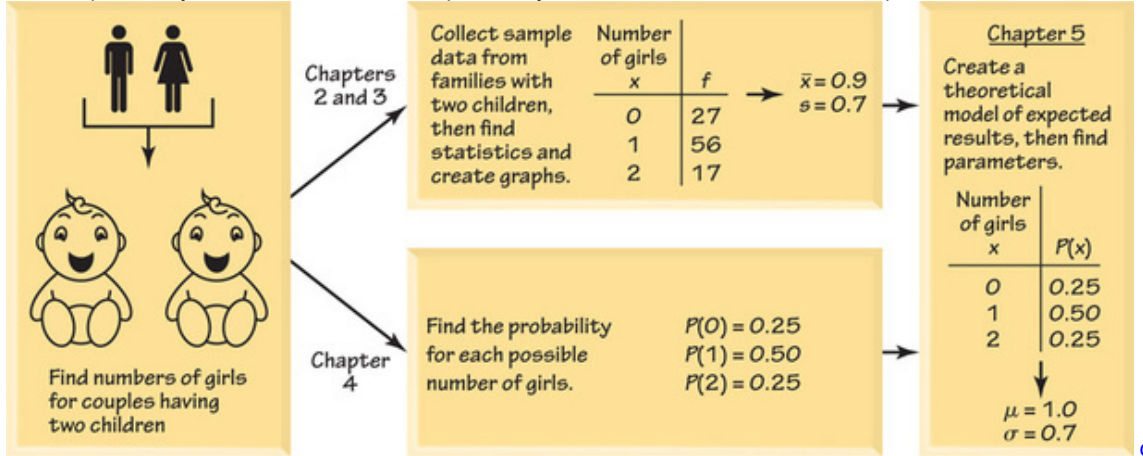 Find numbers of girls
for couples having
two children
Chapters
2 and 3
Chapter
4
Collect sample
data from
families with
two children,
then find
statistics and
create graphs.
Number
of girls
x f
0 27
1 56
2 17
x̄ = 0.9
s = 0.7
Find the probability
for each possible
number of girls.
P(0) = 0.25
P(1) = 0.50
P(2) = 0.25
Chapter 5
Create a
theoretical
model of expected
results, then find
parameters.
Number
of girls
x P(x)
0 0.25
1 0.50
2 0.25
μ = 1.0
σ = 0.7